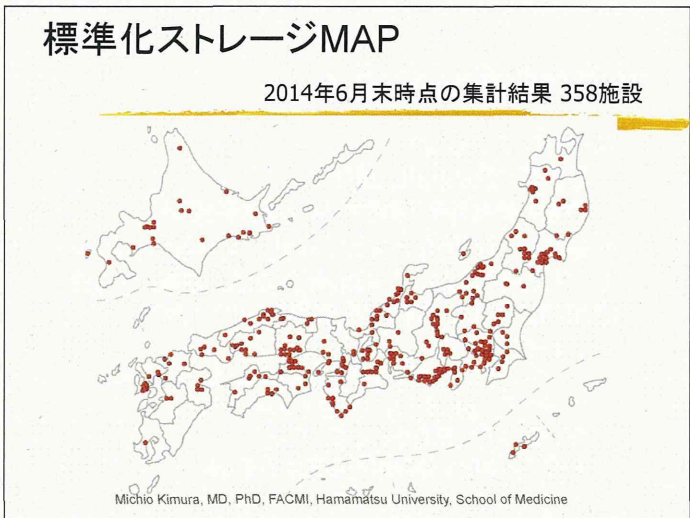 標準化ストレージMAP
2014年6月末時点の集計結果 358施設
Michio Kimura, MD, PhD, FACMI, Hamamatsu University, School of Medicine